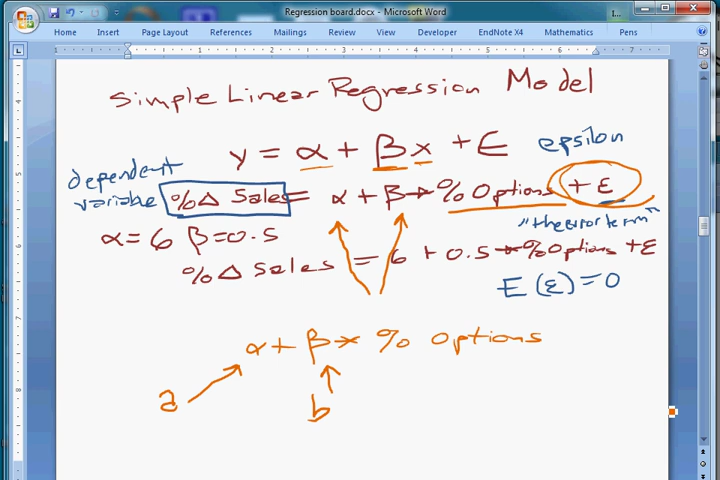 Regression board.docx - Microsoft Word
Home Insert Page Layout References Mailings Review View Developer EndNote X4 Mathematics Pens
Simple Linear Regression Model
y = α + βx + ε epsilon
dependent variable
%Δ Sales = α + β * % Options + ε
"the error term"
α=6 β=0.5
%Δ Sales = 6 + 0.5 * % Options + ε
E(ε)=0
α + β * % Options
a
b